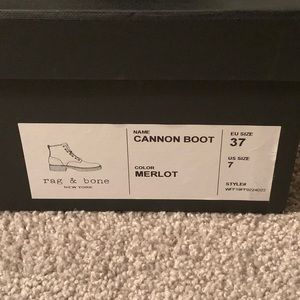 rag & bone
NEW YORK
NAME
CANNON BOOT
COLOR
MERLOT
EU SIZE
37
US SIZE
7
STYLE#